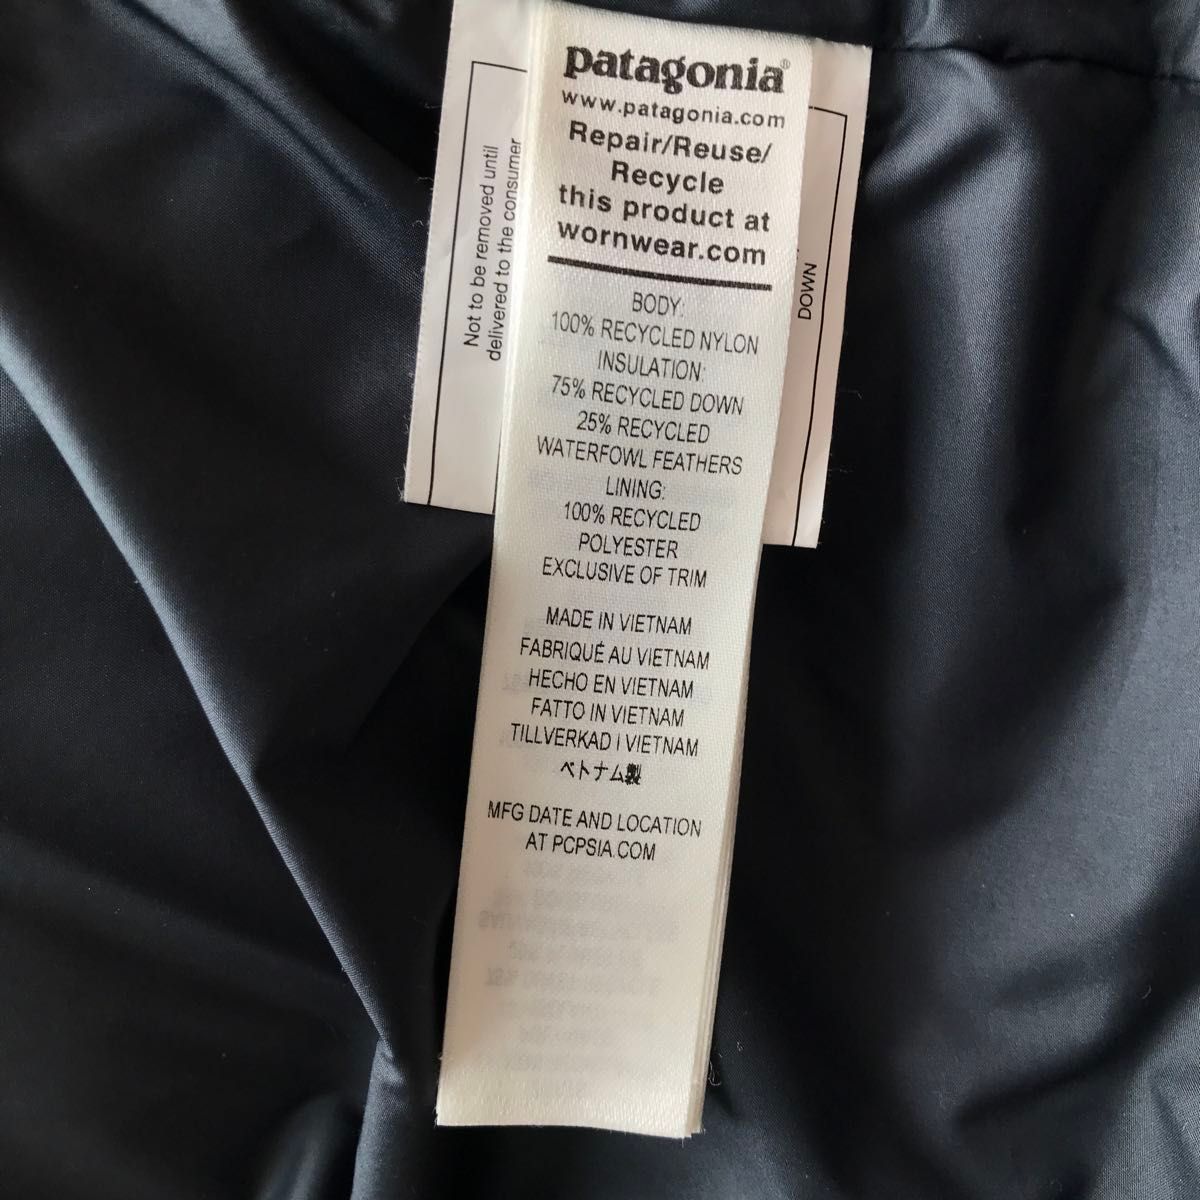 patagonia®
www.patagonia.com
Repair/Reuse/
Recycle
this product at
wornwear.com
BODY:
100% RECYCLED NYLON
INSULATION:
75% RECYCLED DOWN
25% RECYCLED
WATERFOWL FEATHERS
LINING:
100% RECYCLED
POLYESTER
EXCLUSIVE OF TRIM
MADE IN VIETNAM
FABRIQUÉ AU VIETNAM
HECHO EN VIETNAM
FATTO IN VIETNAM
TILLVERKAD I VIETNAM
ベトナム製
MFG DATE AND LOCATION
AT PCPSIA.COM
Not to be removed until
delivered to the consumer
DOWN